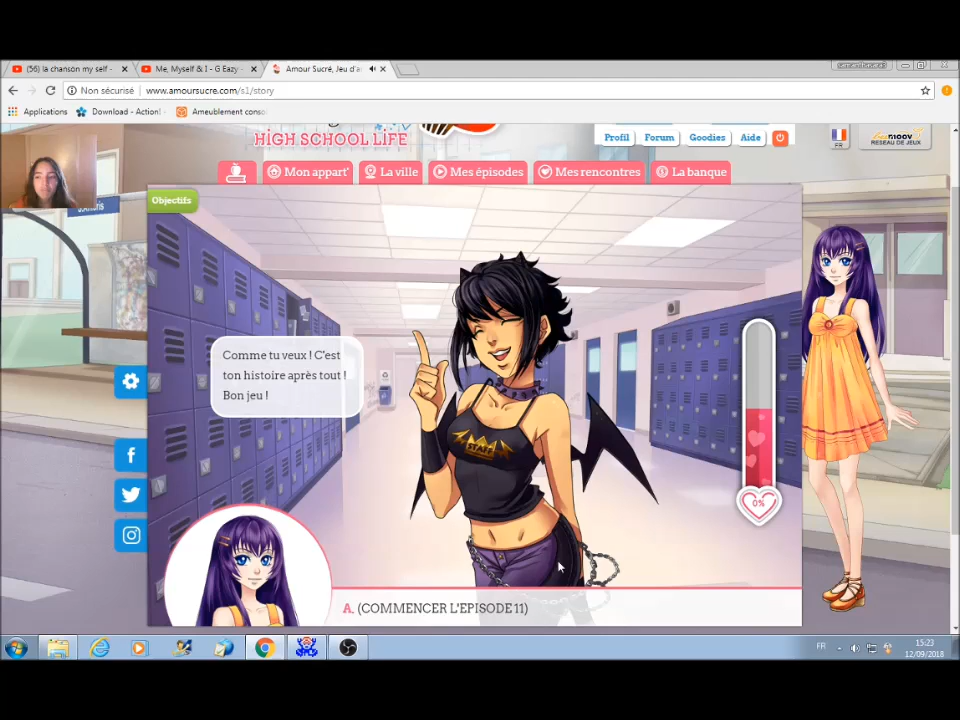 (56) la chanson my self - Me, Myself & I - G Eazy - Amour Sucré, Jeu d'a
Non sécurisé www.amoursucre.com/s1/story
Applications Download - Action! - Ameublement cons
HIGH SCHOOL LIFE
Profil Forum Goodies Aide
FR
beemoov
RESEAU DE JEUX
Mon appart' La ville Mes épisodes Mes rencontres La banque
Objectifs
Comme tu veux ! C'est
ton histoire après tout !
Bon jeu !
STAFF
0%
A. (COMMENCER L'EPISODE 11)
FR
15:23
12/09/2018